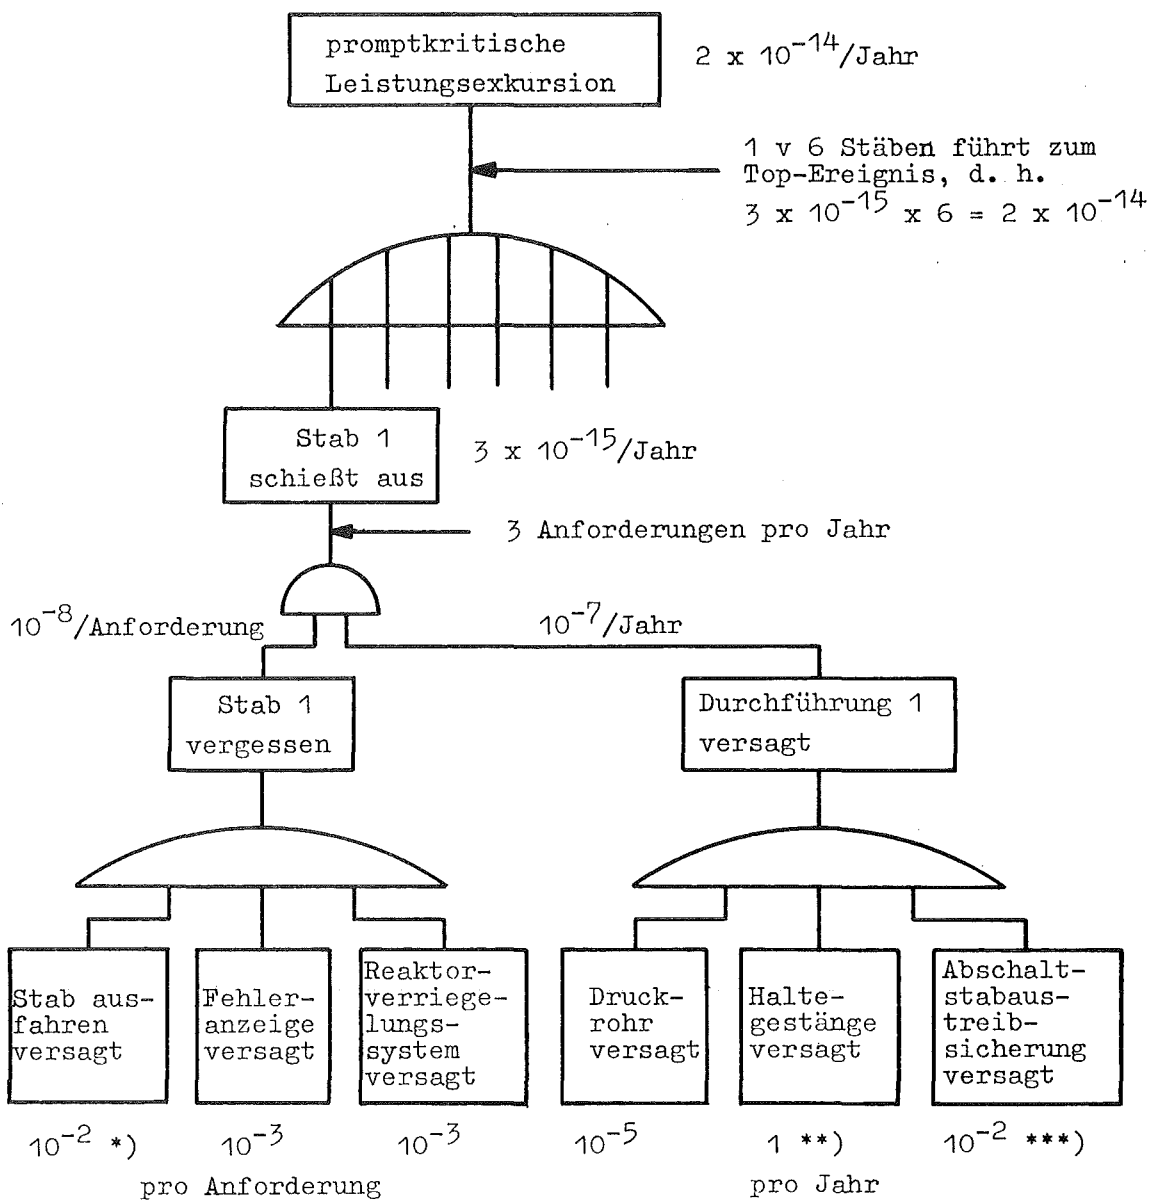 promptkritische
Leistungsexkursion
2 x 10⁻¹⁴/Jahr
1 v 6 Stäben führt zum
Top-Ereignis, d. h.
3 x 10⁻¹⁵ x 6 = 2 x 10⁻¹⁴
Stab 1
schießt aus
3 x 10⁻¹⁵/Jahr
3 Anforderungen pro Jahr
10⁻⁸/Anforderung
10⁻⁷/Jahr
Stab 1
vergessen
Durchführung 1
versagt
Stab aus-
fahren
versagt
Fehler-
anzeige
versagt
Reaktor-
verriege-
lungs-
system
versagt
Druck-
rohr
versagt
Halte-
gestänge
versagt
Abschalt-
stabaus-
treib-
sicherung
versagt
10⁻² *)
10⁻³
10⁻³
10⁻⁵
1 **)
10⁻² ***)
pro Anforderung
pro Jahr